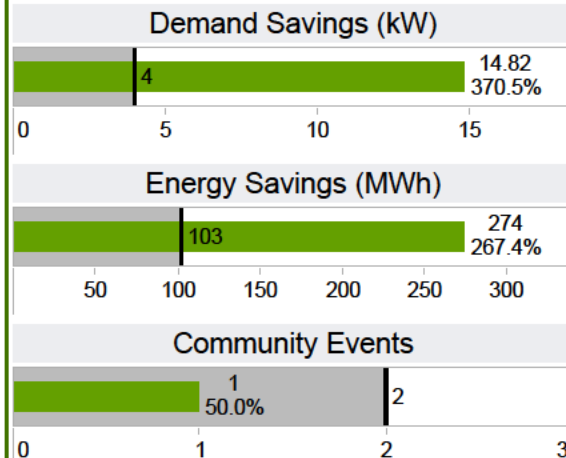 Demand Savings (kW)
4
14.82
370.5%
0 5 10 15
Energy Savings (MWh)
103
274
267.4%
50 100 150 200 250 300
Community Events
1
50.0%
2
0 1 2 3